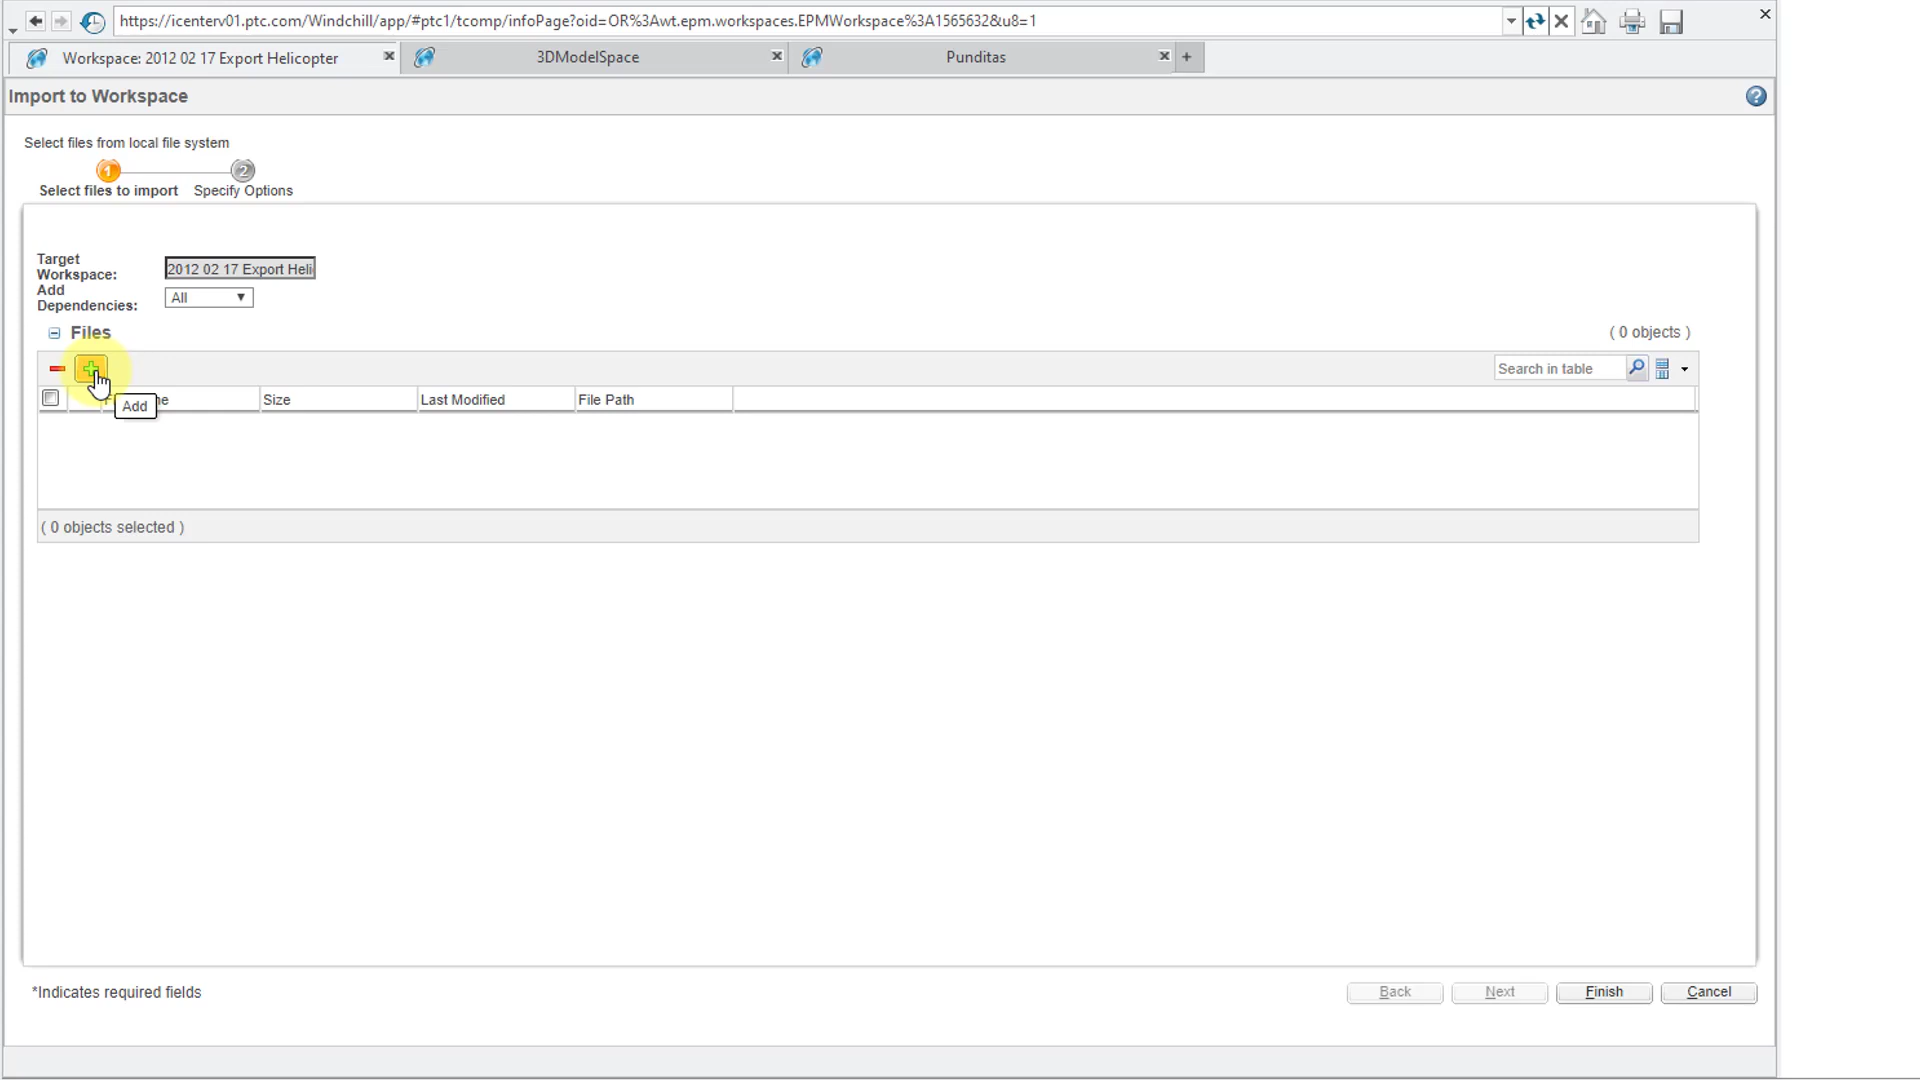 https://icenterv01.ptc.com/Windchill/app/#ptc1/tcomp/infoPage?oid=OR%3Awt.epm.workspaces.EPMWorkspace%3A1565632&u8=1
Workspace: 2012 02 17 Export Helicopter
3DModelSpace
Punditas
+
Import to Workspace
?
Select files from local file system
1
2
Select files to import
Specify Options
Target Workspace:
2012 02 17 Export Heli
Add Dependencies:
All
Files
( 0 objects )
Search in table
Size
Last Modified
File Path
Add
( 0 objects selected )
*Indicates required fields
Back
Next
Finish
Cancel